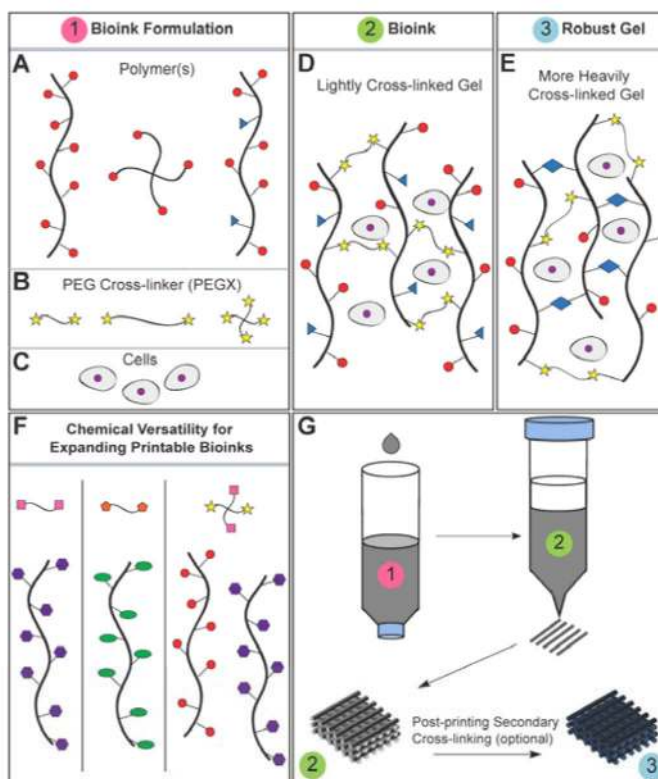 1 Bioink Formulation
2 Bioink
3 Robust Gel
A
Polymer(s)
B
PEG Cross-linker (PEGX)
C
Cells
D
Lightly Cross-linked Gel
E
More Heavily
Cross-linked Gel
F
Chemical Versatility for
Expanding Printable Bioinks
G
1
2
2
Post-printing Secondary
Cross-linking (optional)
3